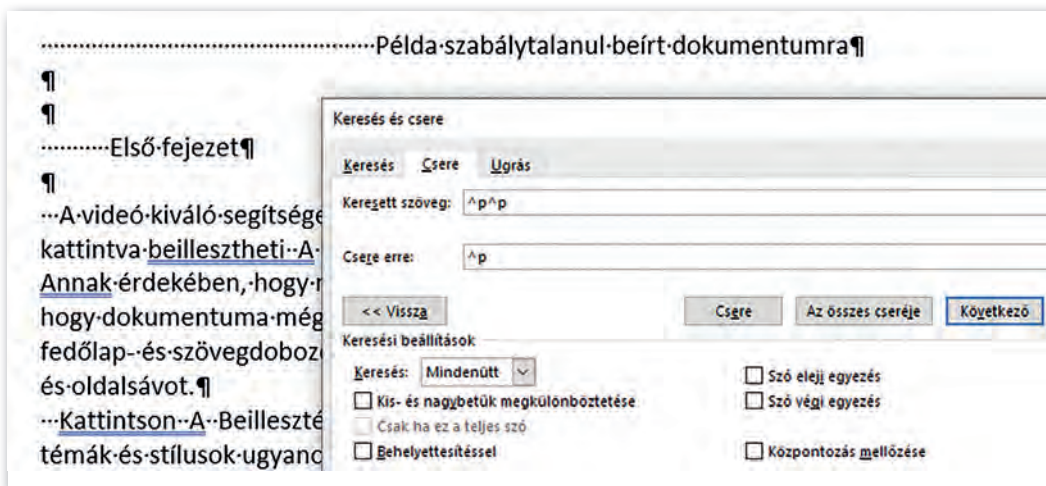 Példa·szabálytalanul·beírt·dokumentumra¶
¶
¶
Első·fejezet¶
¶
···A·videó·kiváló·segítsége
kattintva·beillesztheti··A·
Annak·érdekében,·hogy·
hogy·dokumentuma·még
fedőlap-·és·szövegdoboz
és·oldalsávot.¶
···Kattintson··A··Beilleszté
témák·és·stílusok·ugyano
Keresés és csere
Keresés Csere Ugrás
Keresett szöveg: ^p^p
Csere erre: ^p
<< Vissza Csere Az összes cseréje Következő
Keresési beállítások
Keresés: Mindenütt
Kis- és nagybetűk megkülönböztetése
Csak ha ez a teljes szó
Behelyettesítéssel
Szó eleji egyezés
Szó végi egyezés
Központozás mellőzése